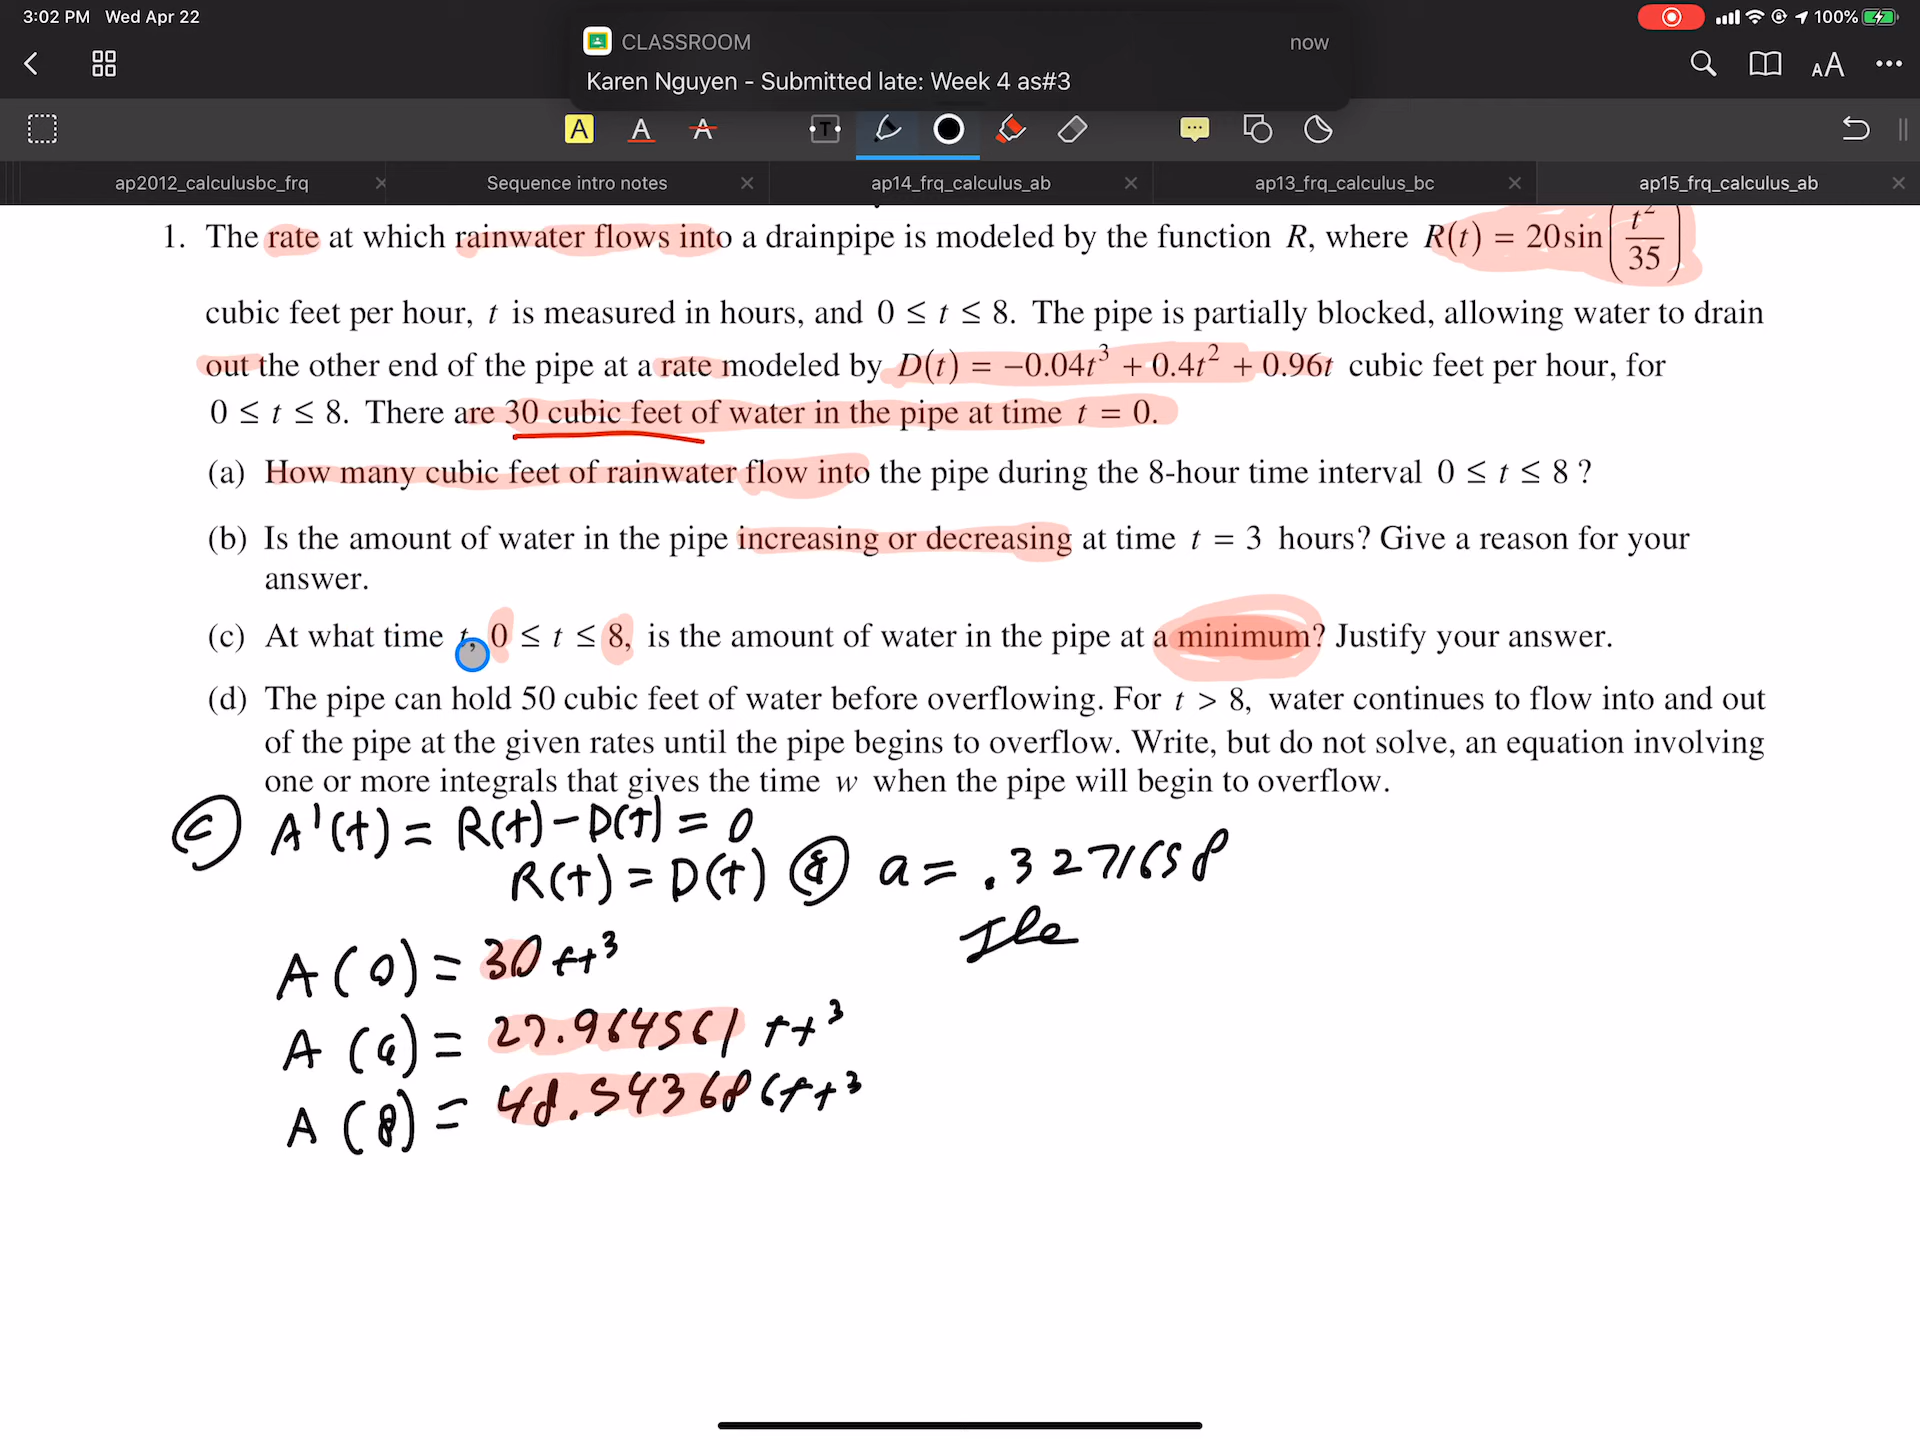 3:02 PM Wed Apr 22
100%
CLASSROOM
now
Karen Nguyen - Submitted late: Week 4 as#3
AA
A A A T
ap2012_calculusbc_frq
Sequence intro notes
ap14_frq_calculus_ab
ap13_frq_calculus_bc
ap15_frq_calculus_ab
1. The rate at which rainwater flows into a drainpipe is modeled by the function R, where R(t) = 20sin(t²/35)
cubic feet per hour, t is measured in hours, and 0 ≤ t ≤ 8. The pipe is partially blocked, allowing water to drain
out the other end of the pipe at a rate modeled by D(t) = −0.04t³ + 0.4t² + 0.96t cubic feet per hour, for
0 ≤ t ≤ 8. There are 30 cubic feet of water in the pipe at time t = 0.
(a) How many cubic feet of rainwater flow into the pipe during the 8-hour time interval 0 ≤ t ≤ 8 ?
(b) Is the amount of water in the pipe increasing or decreasing at time t = 3 hours? Give a reason for your
answer.
(c) At what time t, 0 ≤ t ≤ 8, is the amount of water in the pipe at a minimum? Justify your answer.
(d) The pipe can hold 50 cubic feet of water before overflowing. For t > 8, water continues to flow into and out
of the pipe at the given rates until the pipe begins to overflow. Write, but do not solve, an equation involving
one or more integrals that gives the time w when the pipe will begin to overflow.
C A'(t) = R(t) − D(t) = 0
R(t) = D(t) @ a = .3271658
A(0) = 30 ft³
A(a) = 27.964561 ft³
A(8) = 48.543686 ft³